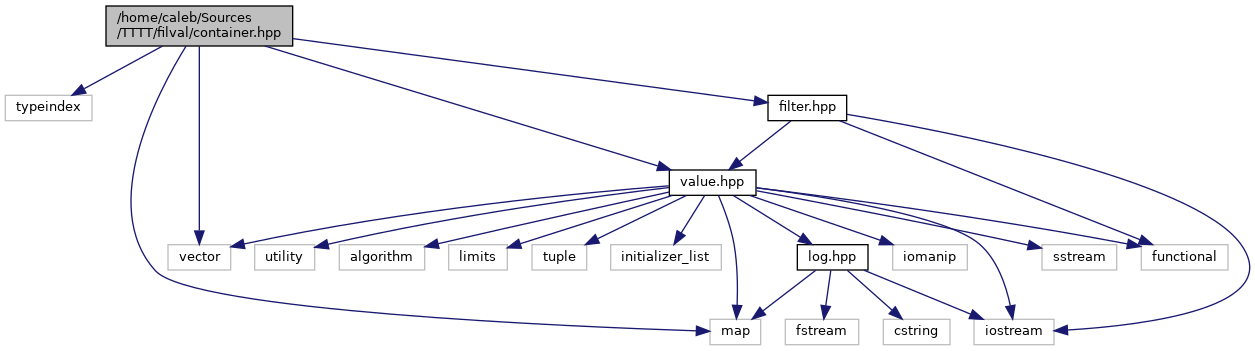 /home/caleb/Sources
/TTTT/filval/container.hpp
typeindex
filter.hpp
value.hpp
vector
utility
algorithm
limits
tuple
initializer_list
log.hpp
iomanip
sstream
functional
map
fstream
cstring
iostream